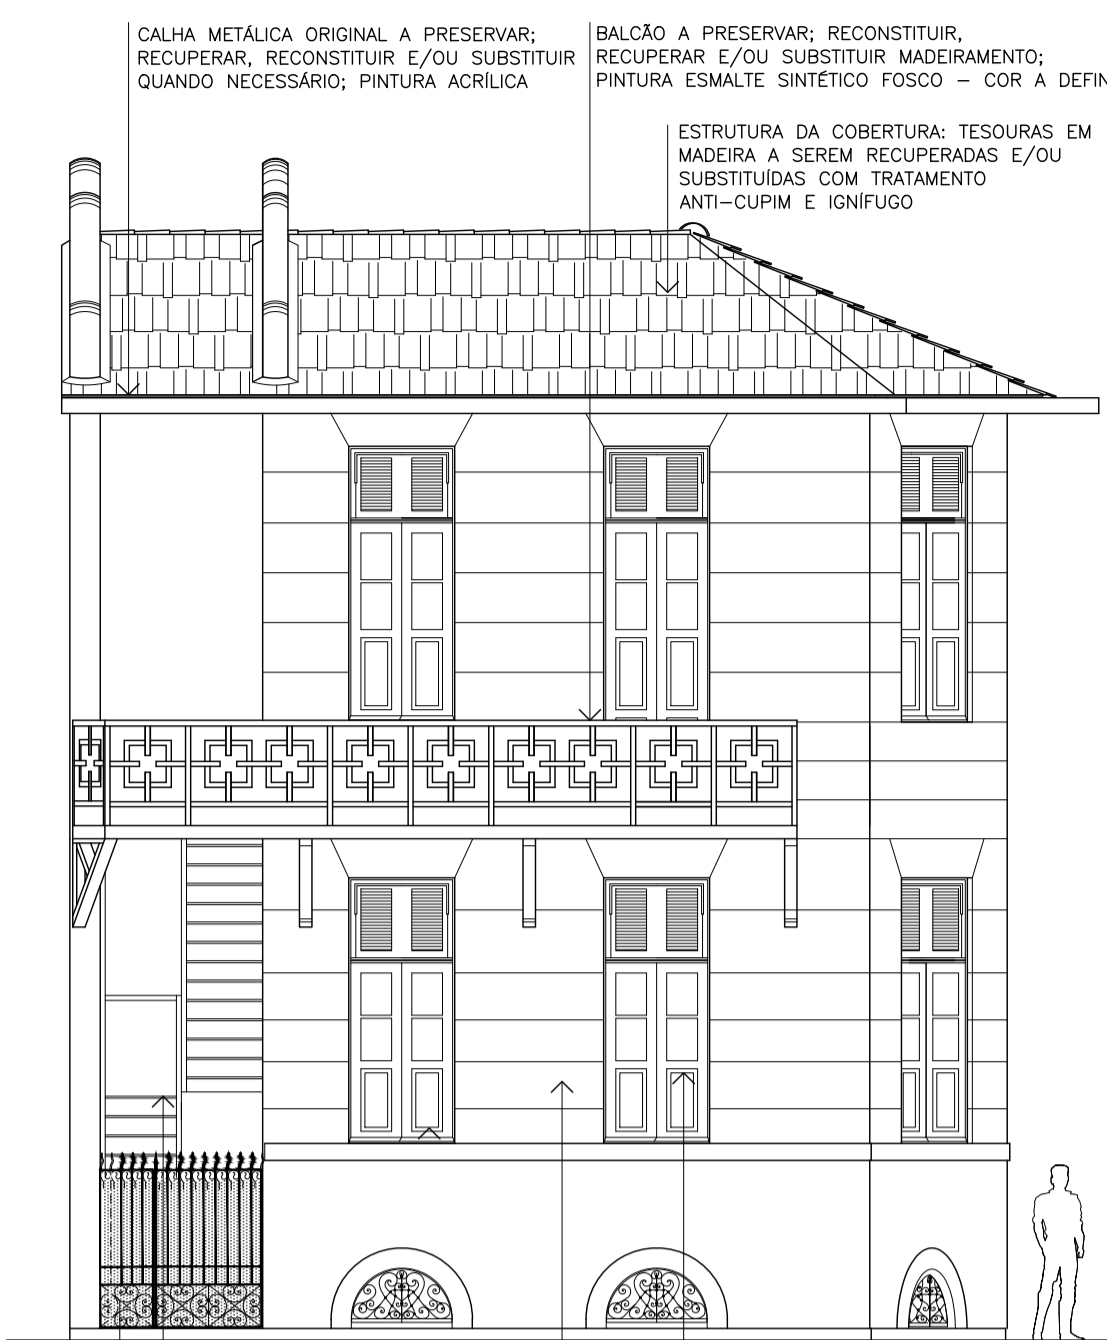 CALHA METÁLICA ORIGINAL A PRESERVAR;
RECUPERAR, RECONSTITUIR E/OU SUBSTITUIR
QUANDO NECESSÁRIO; PINTURA ACRÍLICA
BALCÃO A PRESERVAR; RECONSTITUIR,
RECUPERAR E/OU SUBSTITUIR MADEIRAMENTO;
PINTURA ESMALTE SINTÉTICO FOSCO – COR A DEFIN
ESTRUTURA DA COBERTURA: TESOURAS EM
MADEIRA A SEREM RECUPERADAS E/OU
SUBSTITUÍDAS COM TRATAMENTO
ANTI–CUPIM E IGNÍFUGO